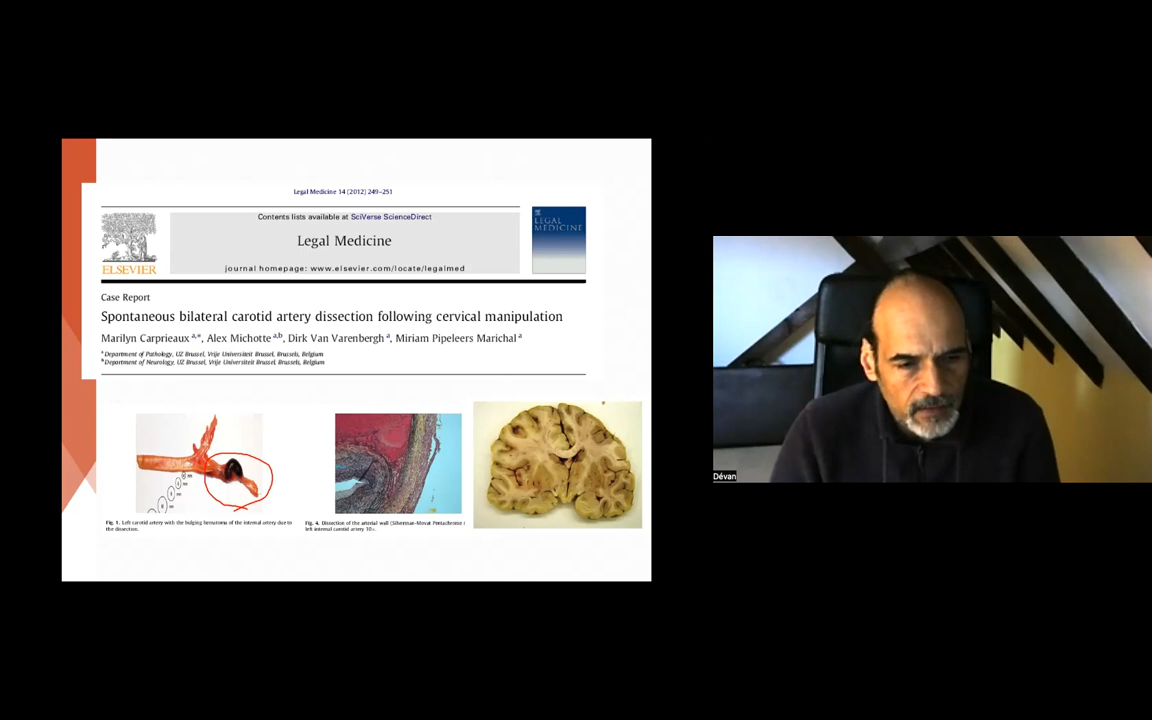 Legal Medicine 14 (2012) 249–251
Contents lists available at SciVerse ScienceDirect
Legal Medicine
journal homepage: www.elsevier.com/locate/legalmed
ELSEVIER
LEGAL
MEDICINE
Case Report
Spontaneous bilateral carotid artery dissection following cervical manipulation
Marilyn Carprieaux a,*, Alex Michotte a,b, Dirk Van Varenbergh a, Miriam Pipeleers Marichal a
a Department of Pathology, UZ Brussel, Vrije Universiteit Brussel, Brussels, Belgium
b Department of Neurology, UZ Brussel, Vrije Universiteit Brussel, Brussels, Belgium
Fig. 1. Left carotid artery with the bulging hematoma of the internal artery due to
the dissection.
Fig. 4. Dissection of the arterial wall (Silverman-Movat Pentachrome
left internal carotid artery 10×.
Dévan